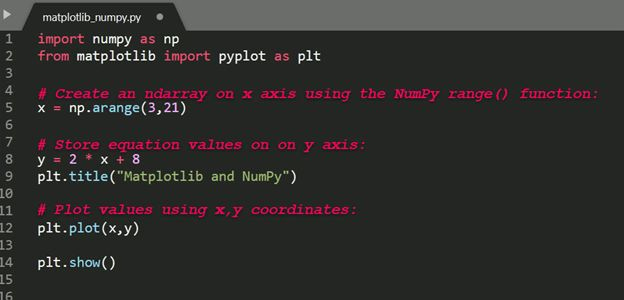 matplotlib_numpy.py
1 import numpy as np
2 from matplotlib import pyplot as plt
3
4 # Create an ndarray on x axis using the NumPy range() function:
5 x = np.arange(3,21)
6
7 # Store equation values on on y axis:
8 y = 2 * x + 8
9 plt.title("Matplotlib and NumPy")
10
11 # Plot values using x,y coordinates:
12 plt.plot(x,y)
13
14 plt.show()
15
16